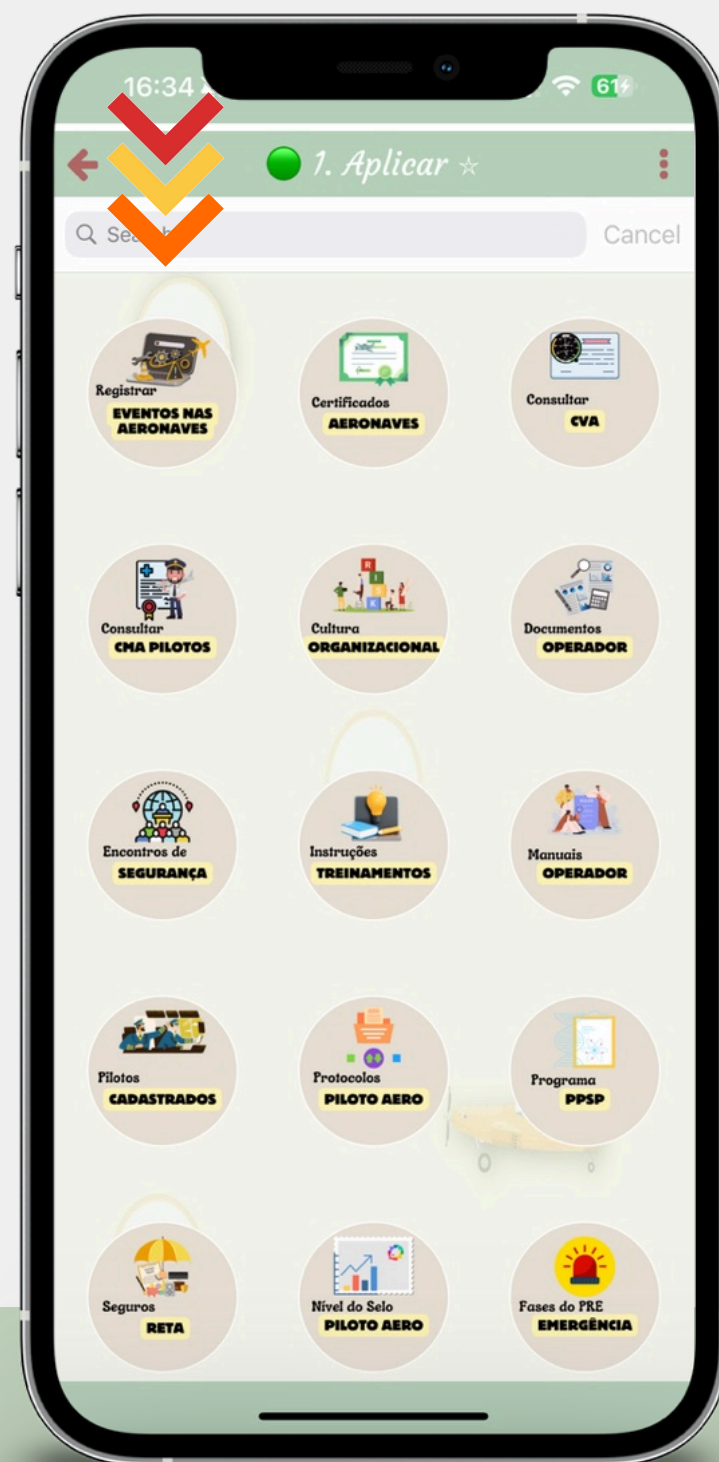 16:34
61
1. Aplicar ☆
Cancel
Registrar
EVENTOS NAS
AERONAVES
Certificados
AERONAVES
Consultar
CVA
Consultar
CMA PILOTOS
R
I
K
Cultura
ORGANIZACIONAL
Documentos
OPERADOR
Encontros de
SEGURANÇA
Instruções
TREINAMENTOS
Manuais
OPERADOR
Pilotos
CADASTRADOS
Protocolos
PILOTO AERO
Programa
PPSP
Seguros
RETA
Nível do Selo
PILOTO AERO
Fases do PRE
EMERGÊNCIA